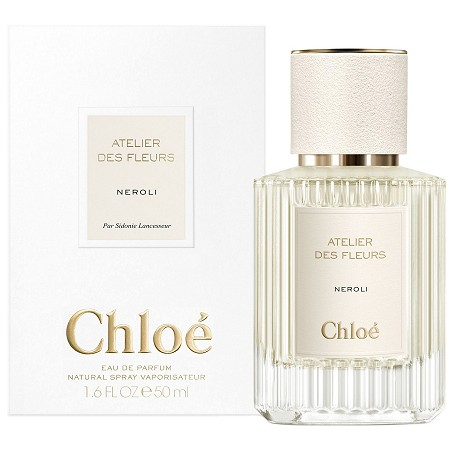 ATELIER
DES FLEURS
NEROLI
Par Sidonie Lancesseur
Chloé
EAU DE PARFUM
NATURAL SPRAY VAPORISATEUR
1.6 FL OZ e 50 ml
ATELIER
DES FLEURS
NEROLI
Chloé